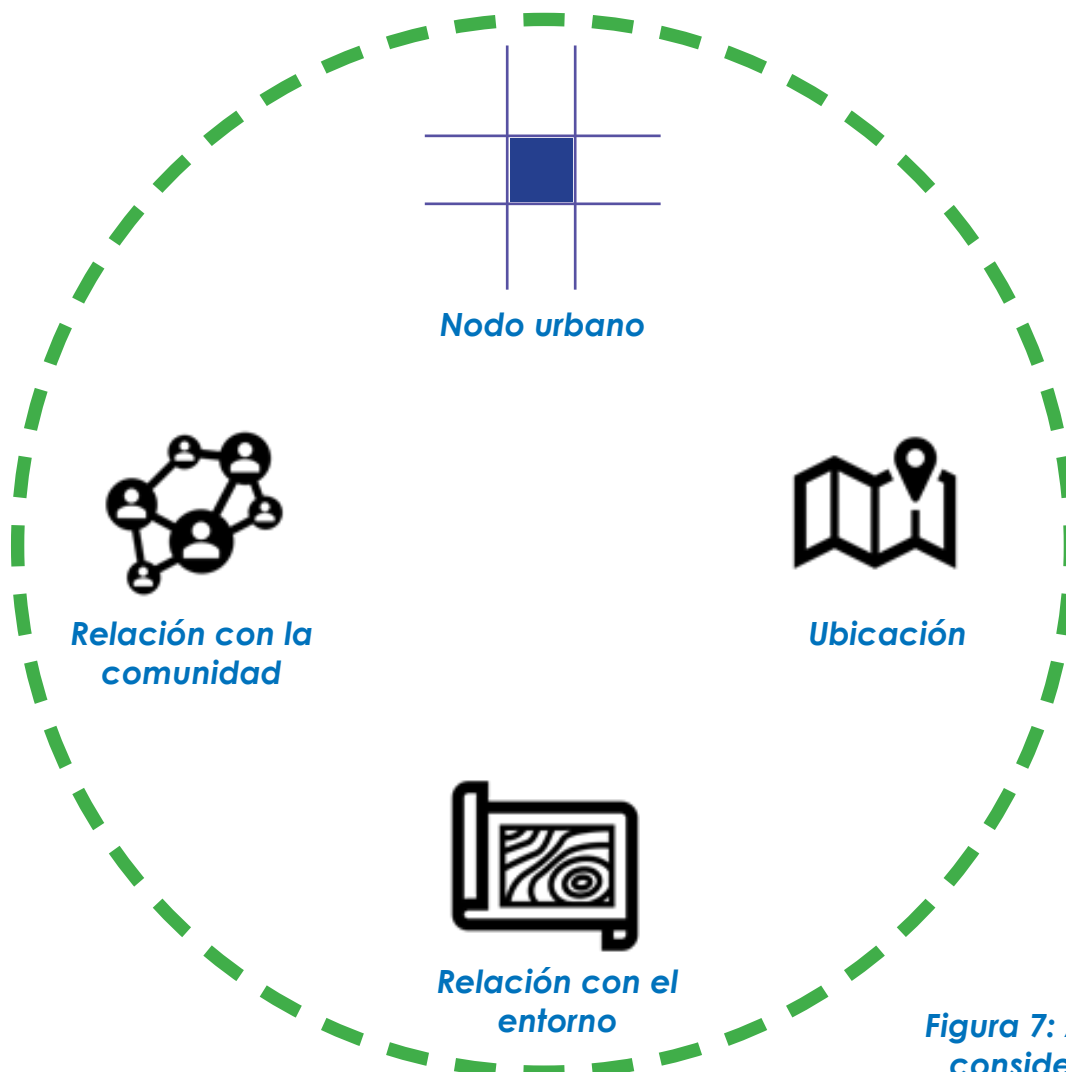 Nodo urbano
Relación con la
comunidad
Ubicación
Relación con el
entorno
Figura 7: